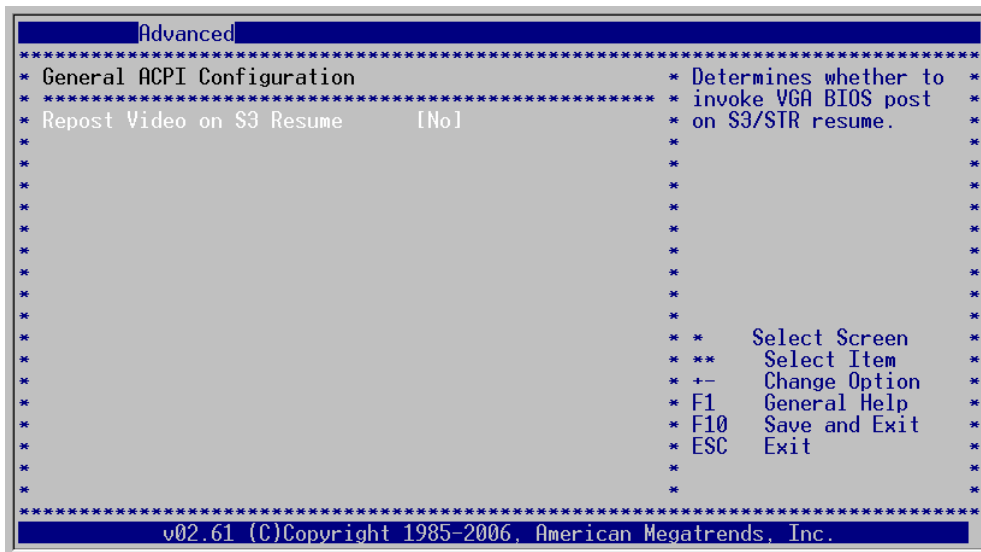 Advanced
General ACPI Configuration
Repost Video on S3 Resume [No]
Determines whether to
invoke VGA BIOS post
on S3/STR resume.
* Select Screen
** Select Item
+- Change Option
F1 General Help
F10 Save and Exit
ESC Exit
v02.61 (C)Copyright 1985-2006, American Megatrends, Inc.